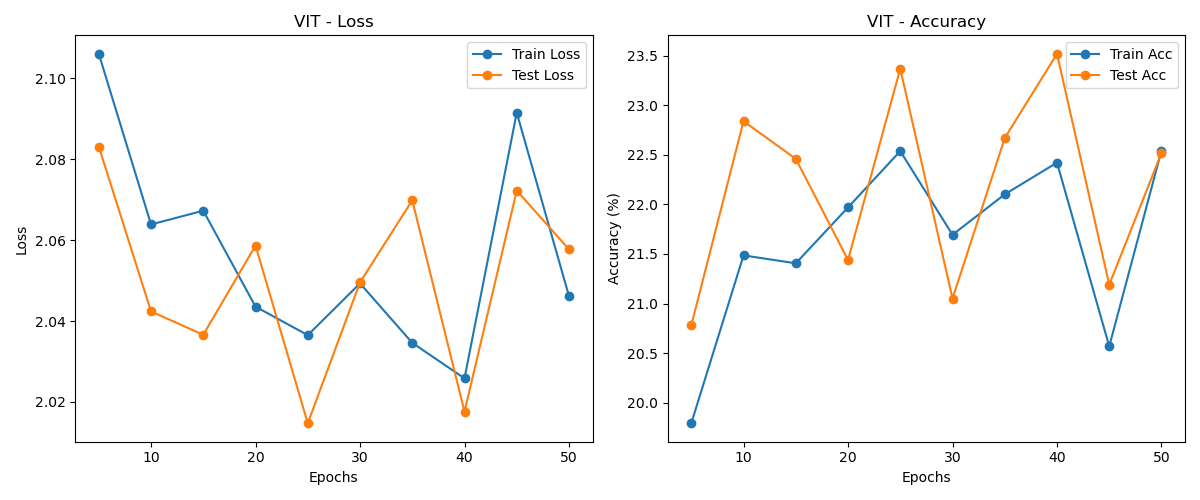 VIT - Loss
Train Loss
Test Loss
2.10
2.08
2.06
2.04
2.02
Loss
10 20 30 40 50
Epochs
VIT - Accuracy
Train Acc
Test Acc
23.5
23.0
22.5
22.0
21.5
21.0
20.5
20.0
Accuracy (%)
10 20 30 40 50
Epochs